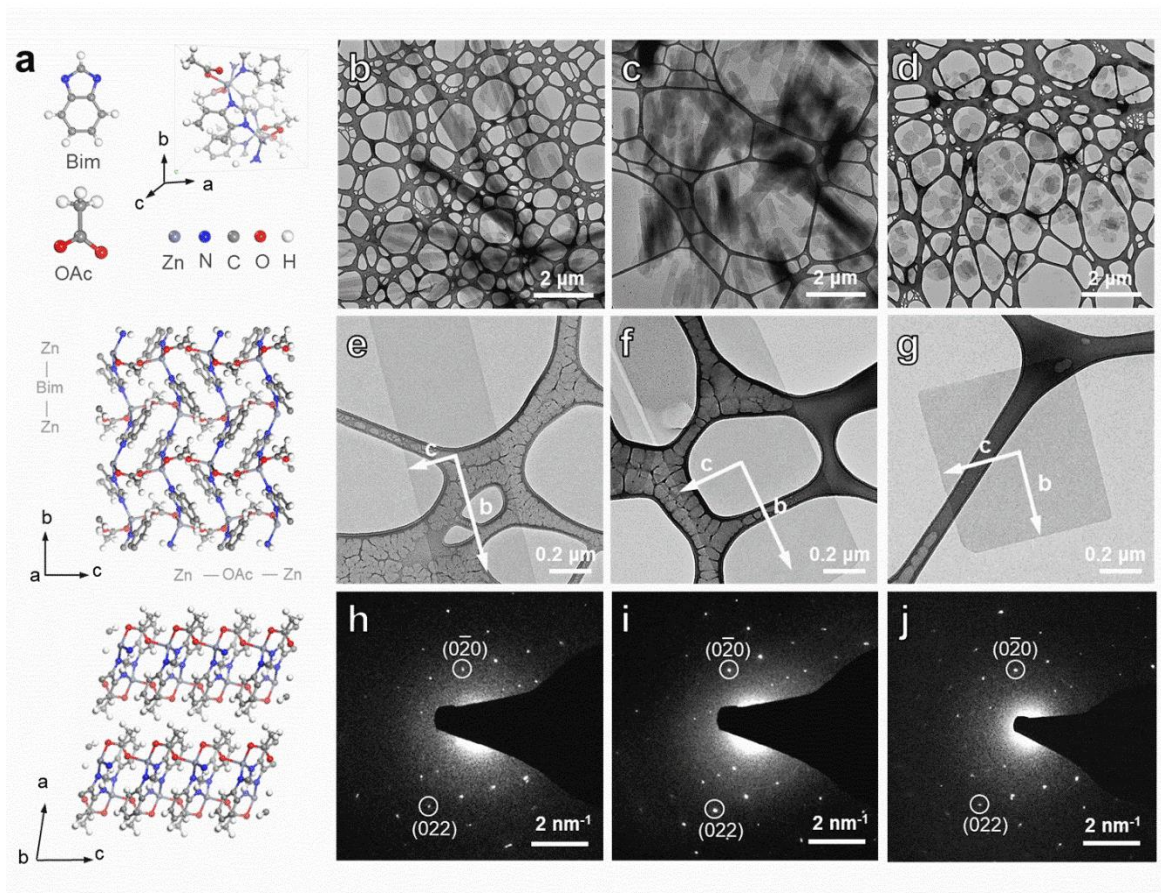 a
Bim
b
c
a
c
OAc
Zn N C O H
Zn
Bim
Zn
b
a
c
Zn — OAc — Zn
a
b
c
b
2 µm
c
2 µm
d
2 µm
e
c
b
0.2 µm
f
c
b
0.2 µm
g
c
b
0.2 µm
h
(02̅0)
(022)
2 nm⁻¹
i
(02̅0)
(022)
2 nm⁻¹
j
(02̅0)
(022)
2 nm⁻¹